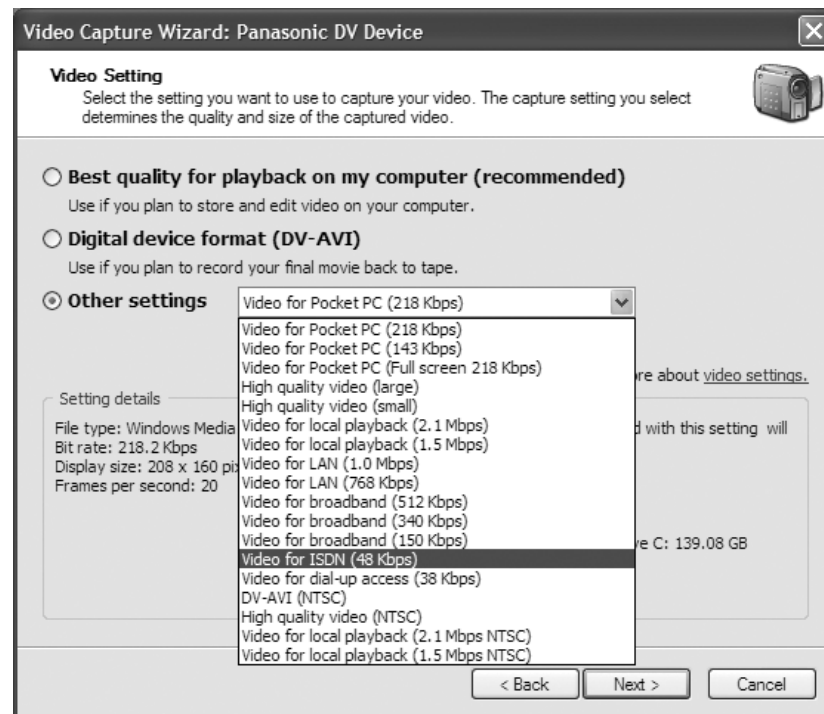 Video Capture Wizard: Panasonic DV Device
Video Setting
Select the setting you want to use to capture your video. The capture setting you select
determines the quality and size of the captured video.
Best quality for playback on my computer (recommended)
Use if you plan to store and edit video on your computer.
Digital device format (DV-AVI)
Use if you plan to record your final movie back to tape.
Other settings
Video for Pocket PC (218 Kbps)
Video for Pocket PC (218 Kbps)
Video for Pocket PC (143 Kbps)
Video for Pocket PC (Full screen 218 Kbps)
High quality video (large)
High quality video (small)
Video for local playback (2.1 Mbps)
Video for local playback (1.5 Mbps)
Video for LAN (1.0 Mbps)
Video for LAN (768 Kbps)
Video for broadband (512 Kbps)
Video for broadband (340 Kbps)
Video for broadband (150 Kbps)
Video for ISDN (48 Kbps)
Video for dial-up access (38 Kbps)
DV-AVI (NTSC)
High quality video (NTSC)
Video for local playback (2.1 Mbps NTSC)
Video for local playback (1.5 Mbps NTSC)
about video settings.
Setting details
File type: Windows Media
with this setting will
Bit rate: 218.2 Kbps
Display size: 208 x 160
Frames per second: 20
C: 139.08 GB
< Back
Next >
Cancel